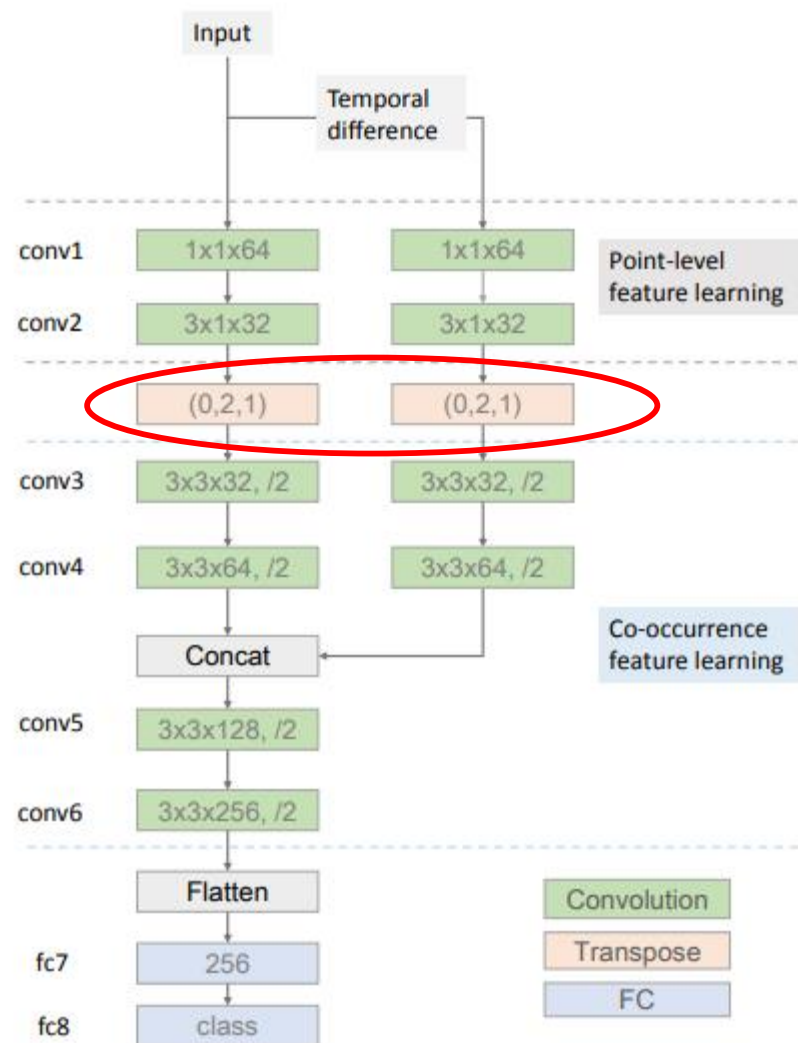 Input
Temporal
difference
conv1
1x1x64
1x1x64
Point-level
feature learning
conv2
3x1x32
3x1x32
(0,2,1)
(0,2,1)
conv3
3x3x32, /2
3x3x32, /2
conv4
3x3x64, /2
3x3x64, /2
Concat
Co-occurrence
feature learning
conv5
3x3x128, /2
conv6
3x3x256, /2
Flatten
Convolution
fc7
256
Transpose
FC
fc8
class